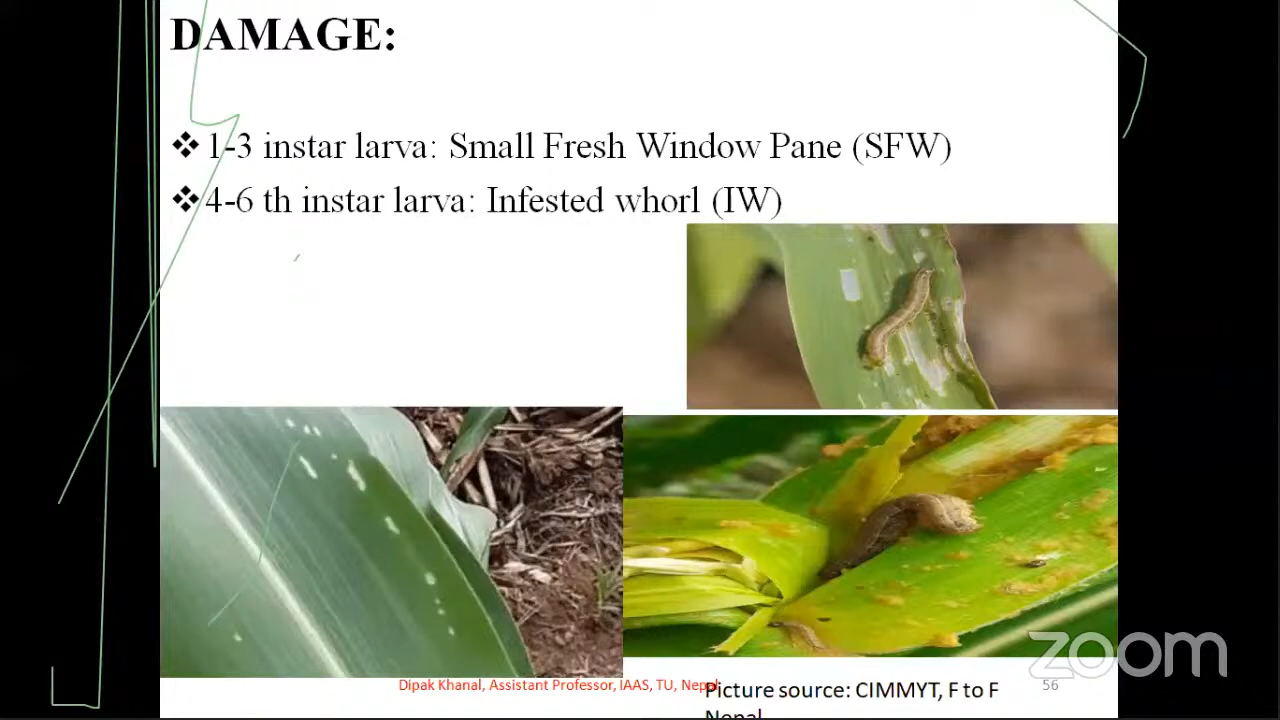 DAMAGE:
❖ 1-3 instar larva: Small Fresh Window Pane (SFW)
❖ 4-6 th instar larva: Infested whorl (IW)
Dipak Khanal, Assistant Professor, IAAS, TU, Nepal
Picture source: CIMMYT, F to F
Nepal
56
zoom